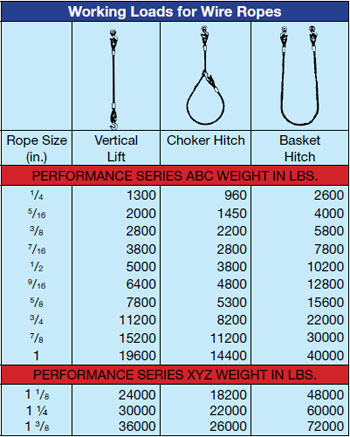 Working Loads for Wire Ropes
Rope Size (in.) Vertical Lift Choker Hitch Basket Hitch
PERFORMANCE SERIES ABC WEIGHT IN LBS.
1/4 1300 960 2600
5/16 2000 1450 4000
3/8 2800 2200 5800
7/16 3800 2800 7800
1/2 5000 3800 10200
9/16 6400 4800 12800
5/8 7800 5300 15600
3/4 11200 8200 22000
7/8 15200 11200 30000
1 19600 14400 40000
PERFORMANCE SERIES XYZ WEIGHT IN LBS.
1 1/8 24000 18200 48000
1 ¼ 30000 22000 60000
1 3/8 36000 26000 72000